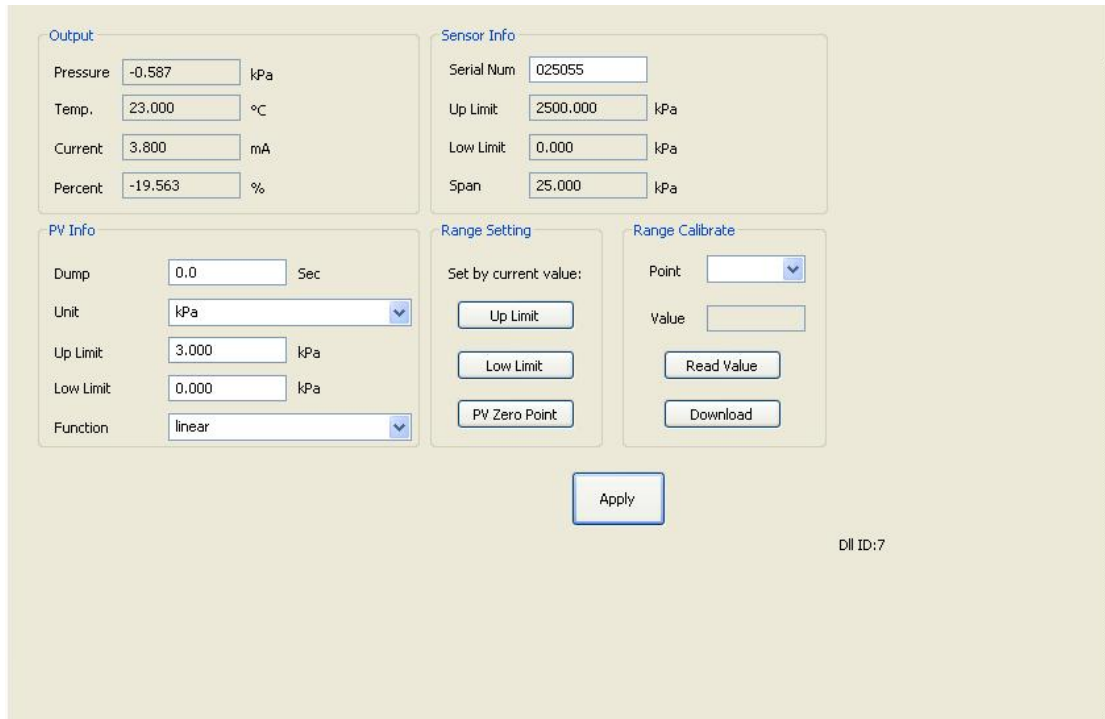 Output
Pressure -0.587 kPa
Temp. 23.000 °C
Current 3.800 mA
Percent -19.563 %
Sensor Info
Serial Num 025055
Up Limit 2500.000 kPa
Low Limit 0.000 kPa
Span 25.000 kPa
PV Info
Dump 0.0 Sec
Unit kPa
Up Limit 3.000 kPa
Low Limit 0.000 kPa
Function linear
Range Setting
Set by current value:
Up Limit
Low Limit
PV Zero Point
Range Calibrate
Point
Value
Read Value
Download
Apply
Dll ID:7